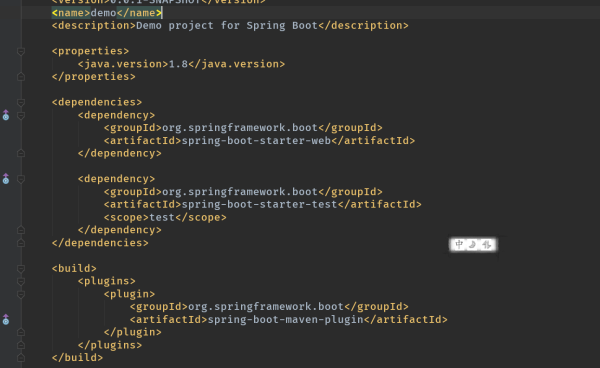 <version>0.0.1-SNAPSHOT</version>
<name>demo</name>
<description>Demo project for Spring Boot</description>
<properties>
<java.version>1.8</java.version>
</properties>
<dependencies>
<dependency>
<groupId>org.springframework.boot</groupId>
<artifactId>spring-boot-starter-web</artifactId>
</dependency>
<dependency>
<groupId>org.springframework.boot</groupId>
<artifactId>spring-boot-starter-test</artifactId>
<scope>test</scope>
</dependency>
</dependencies>
中
<build>
<plugins>
<plugin>
<groupId>org.springframework.boot</groupId>
<artifactId>spring-boot-maven-plugin</artifactId>
</plugin>
</plugins>
</build>